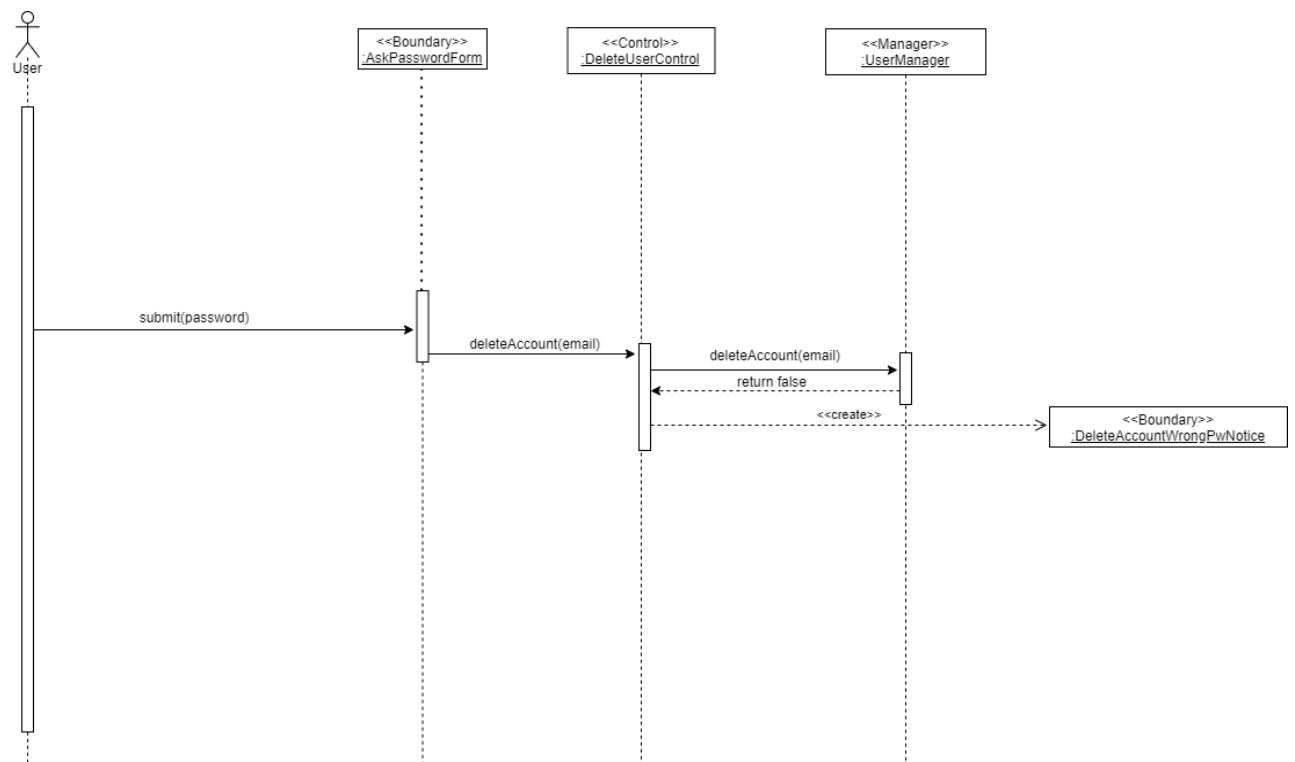 User
<<Boundary>>
:AskPasswordForm
<<Control>>
:DeleteUserControl
<<Manager>>
:UserManager
submit(password)
deleteAccount(email)
deleteAccount(email)
return false
<<create>>
<<Boundary>>
:DeleteAccountWrongPwNotice